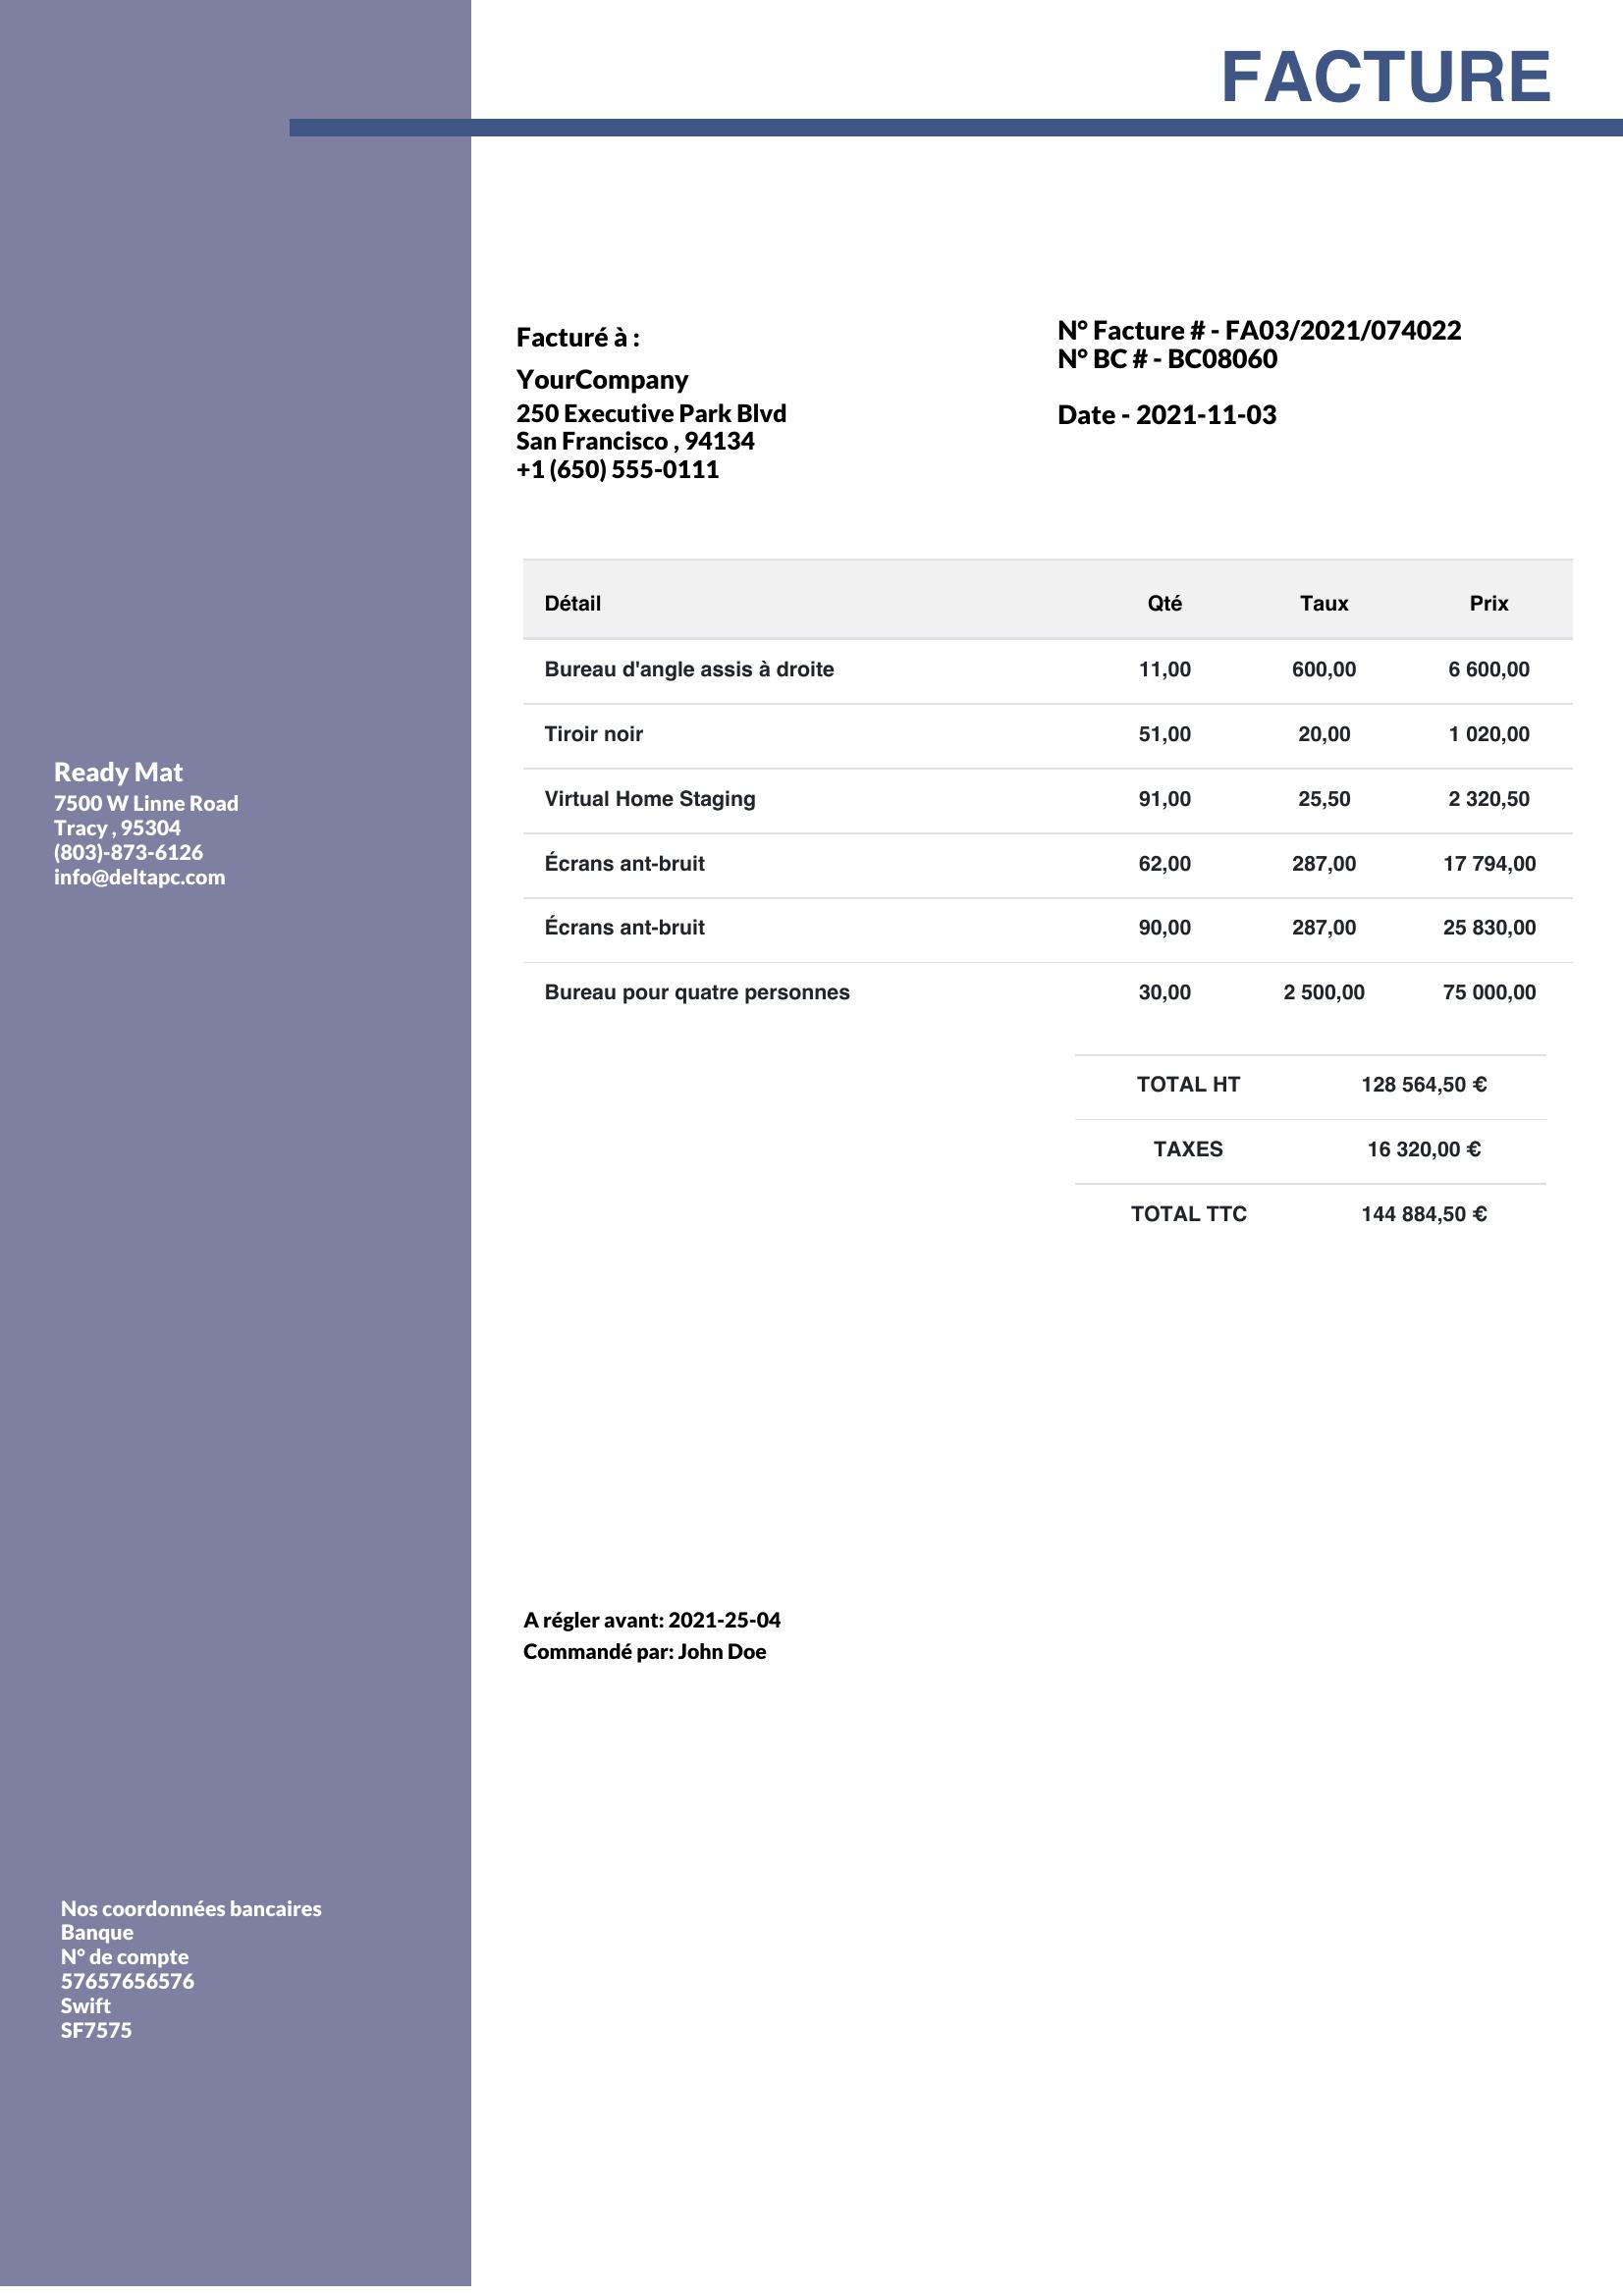 FACTURE
Facturé à :
YourCompany
250 Executive Park Blvd
San Francisco , 94134
+1 (650) 555-0111
N° Facture # - FA03/2021/074022
N° BC # - BC08060
Date - 2021-11-03
Détail Qté Taux Prix
Bureau d'angle assis à droite 11,00 600,00 6 600,00
Tiroir noir 51,00 20,00 1 020,00
Virtual Home Staging 91,00 25,50 2 320,50
Écrans ant-bruit 62,00 287,00 17 794,00
Écrans ant-bruit 90,00 287,00 25 830,00
Bureau pour quatre personnes 30,00 2 500,00 75 000,00
TOTAL HT 128 564,50 €
TAXES 16 320,00 €
TOTAL TTC 144 884,50 €
Ready Mat
7500 W Linne Road
Tracy , 95304
(803)-873-6126
info@deltapc.com
A régler avant: 2021-25-04
Commandé par: John Doe
Nos coordonnées bancaires
Banque
N° de compte
57657656576
Swift
SF7575